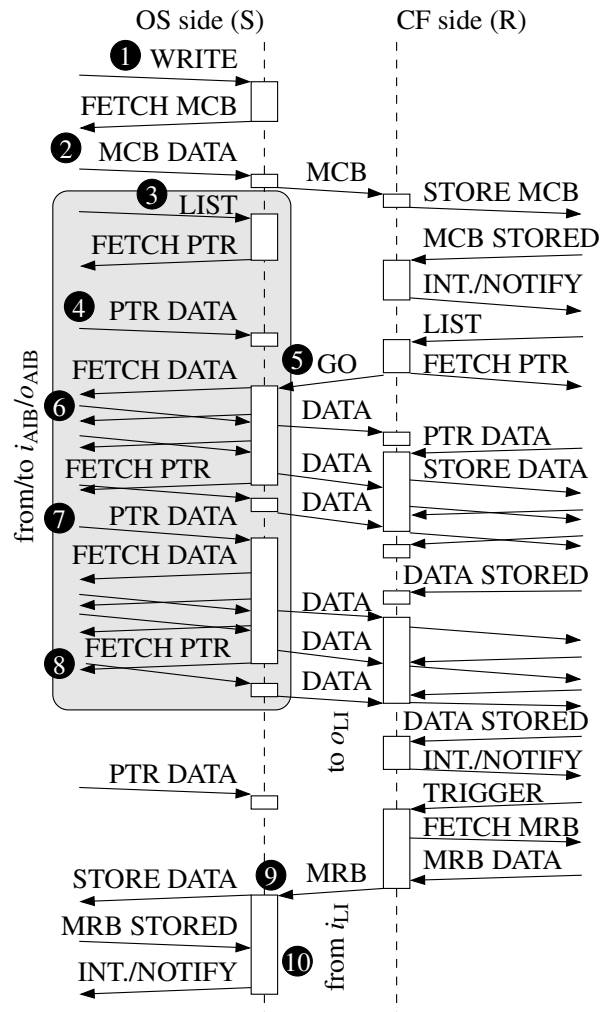 OS side (S) CF side (R)
1 WRITE
FETCH MCB
2 MCB DATA
MCB
STORE MCB
3 LIST
MCB STORED
FETCH PTR
INT./NOTIFY
4 PTR DATA
LIST
5 GO
FETCH PTR
FETCH DATA
6
DATA
PTR DATA
FETCH PTR
DATA
STORE DATA
DATA
7 PTR DATA
FETCH DATA
DATA STORED
DATA
FETCH PTR
DATA
8
DATA
from/to iAIB/oAIB
to oLI
DATA STORED
INT./NOTIFY
PTR DATA
TRIGGER
FETCH MRB
MRB DATA
9 MRB
STORE DATA
MRB STORED
from iLI
10
INT./NOTIFY